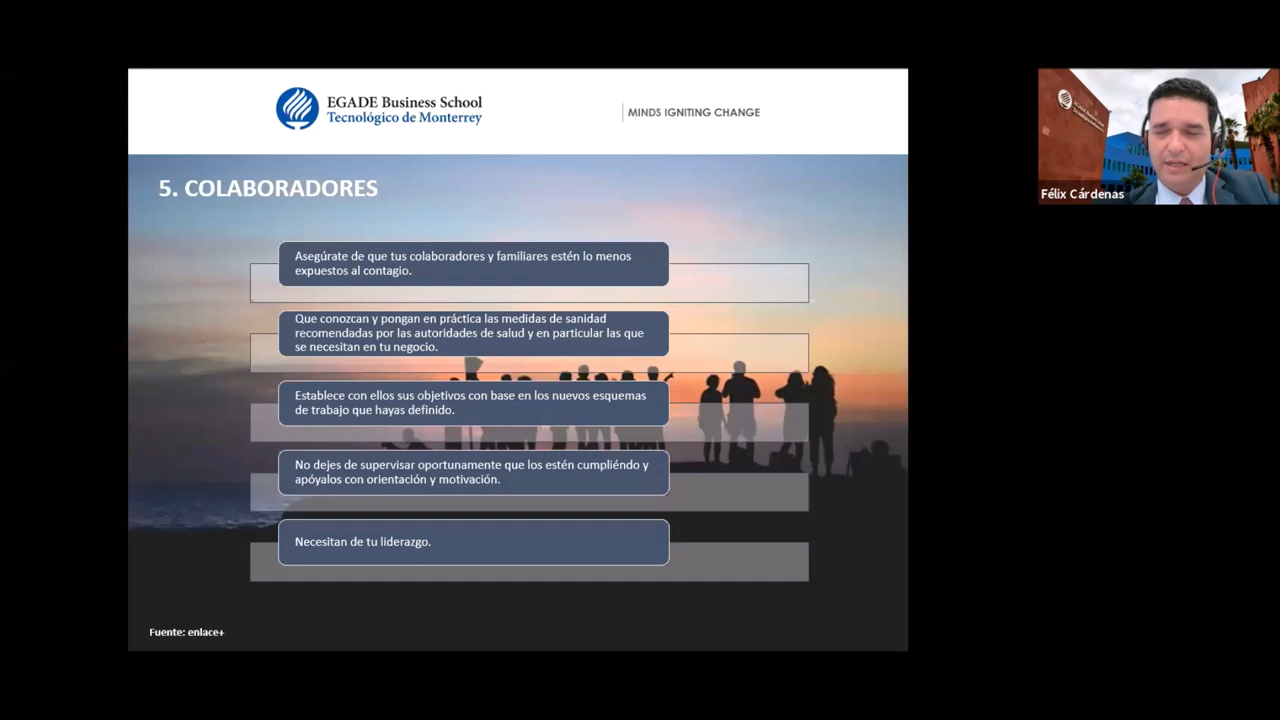 EGADE Business School
Tecnológico de Monterrey
MINDS IGNITING CHANGE
5. COLABORADORES
Asegúrate de que tus colaboradores y familiares estén lo menos
expuestos al contagio.
Que conozcan y pongan en práctica las medidas de sanidad
recomendadas por las autoridades de salud y en particular las que
se necesitan en tu negocio.
Establece con ellos sus objetivos con base en los nuevos esquemas
de trabajo que hayas definido.
No dejes de supervisar oportunamente que los estén cumpliéndo y
apóyalos con orientación y motivación.
Necesitan de tu liderazgo.
Fuente: enlace+
Félix Cárdenas